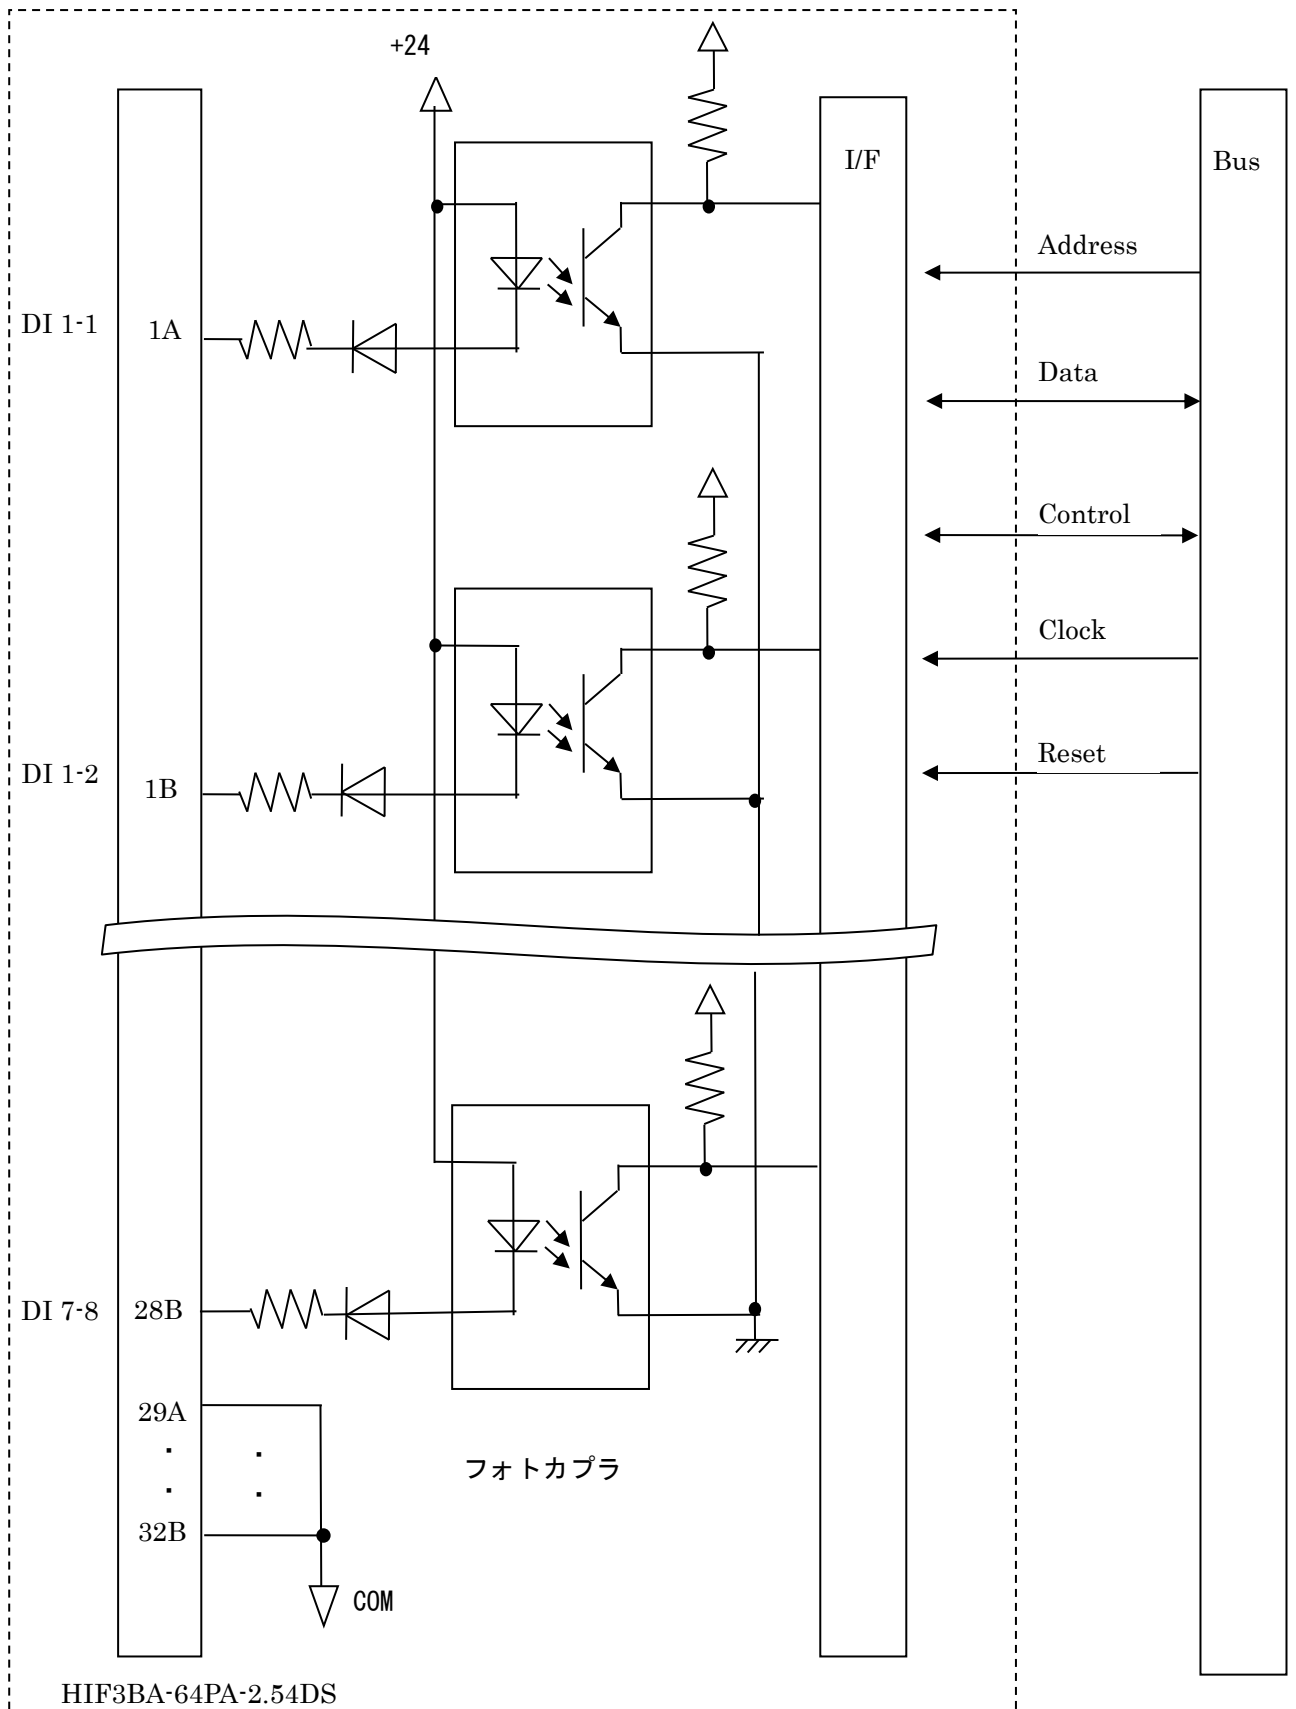 +24
I/F
Bus
Address
DI 1-1
1A
Data
Control
Clock
Reset
DI 1-2
1B
DI 7-8
28B
29A
フォトカプラ
32B
COM
HIF3BA-64PA-2.54DS